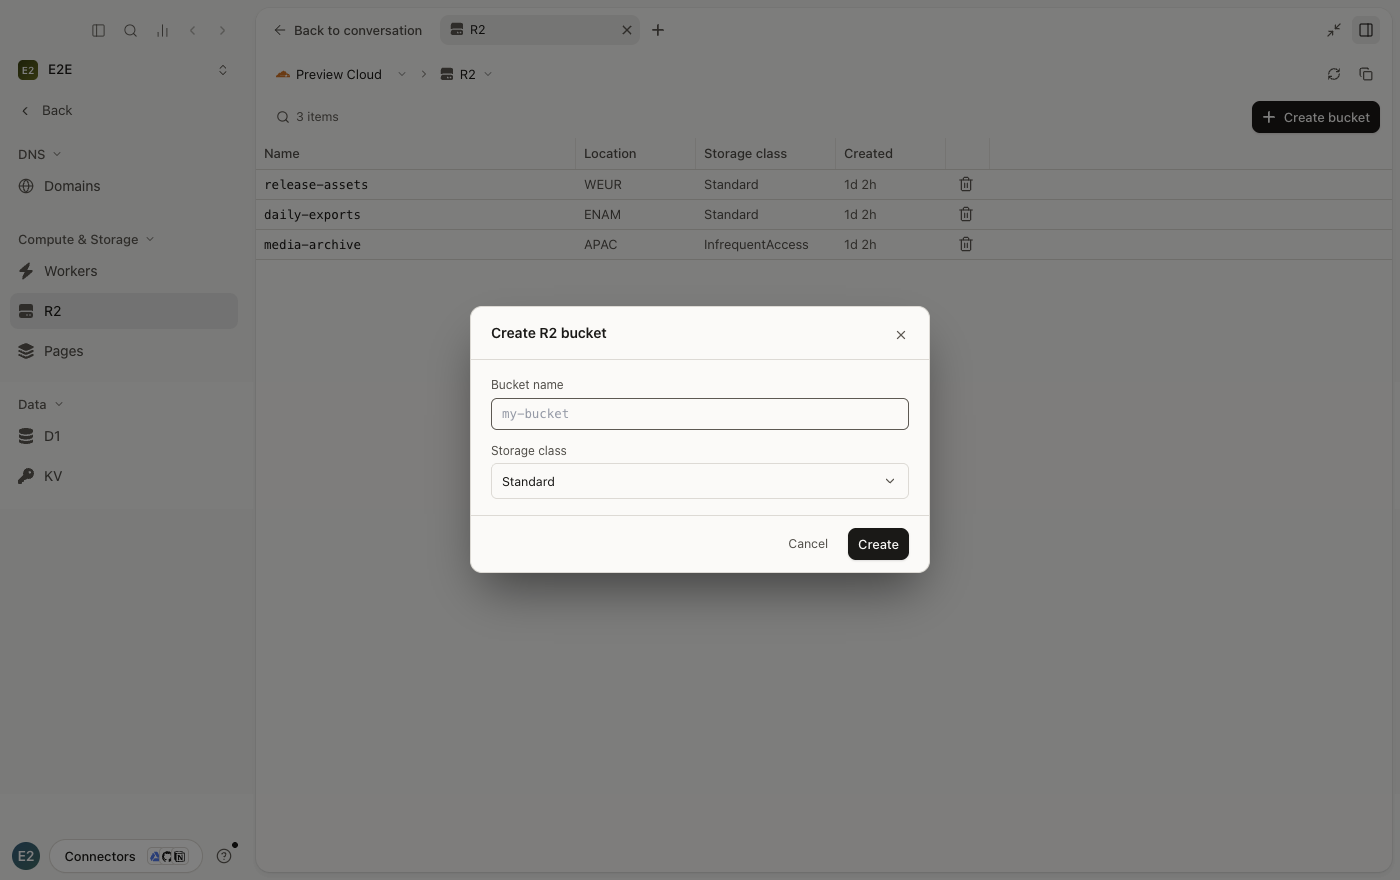 Back to conversation
R2
E2 E2E
Preview Cloud
R2
Back
3 items
Create bucket
DNS
Domains
Compute & Storage
Workers
R2
Pages
Data
D1
KV
Name Location Storage class Created
release-assets WEUR Standard 1d 2h
daily-exports ENAM Standard 1d 2h
media-archive APAC InfrequentAccess 1d 2h
Create R2 bucket
Bucket name
my-bucket
Storage class
Standard
Cancel Create
E2 Connectors